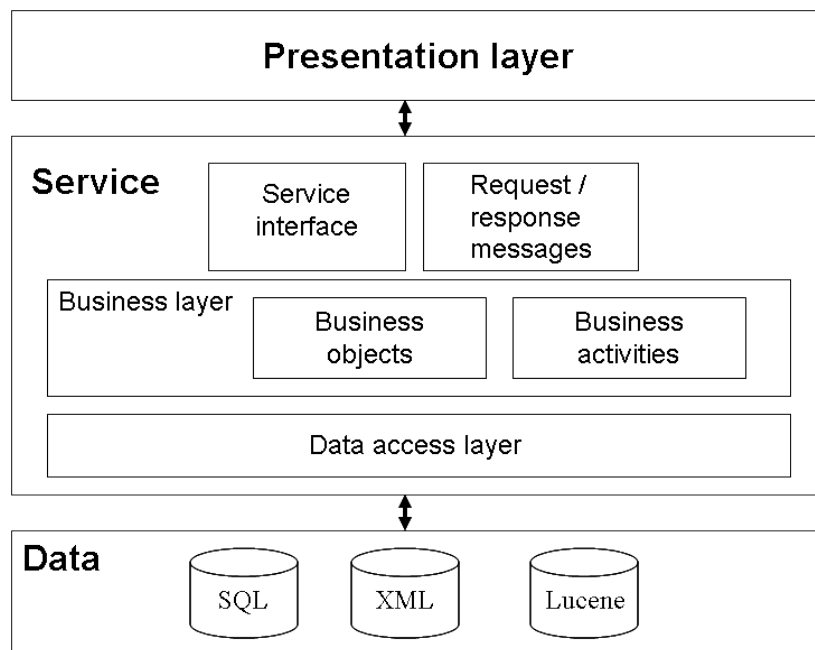 Presentation layer
Service
Service
interface
Request /
response
messages
Business layer
Business
objects
Business
activities
Data access layer
Data
SQL
XML
Lucene